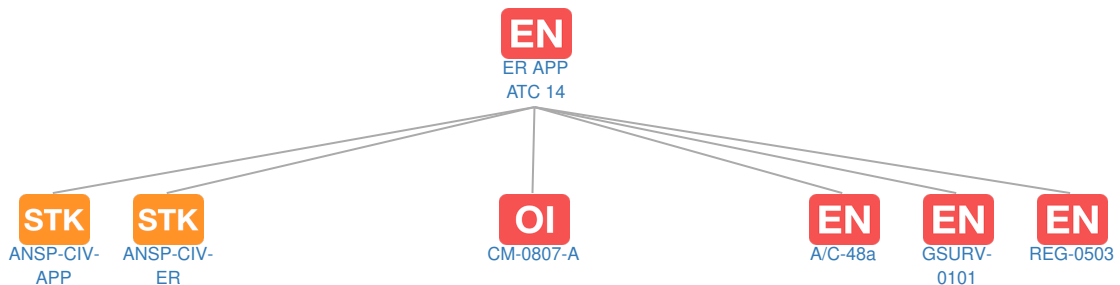 EN
ER APP
ATC 14
STK
STK
OI
EN
EN
EN
ANSP-CIV-
APP
ANSP-CIV-
ER
CM-0807-A
A/C-48a
GSURV-
0101
REG-0503